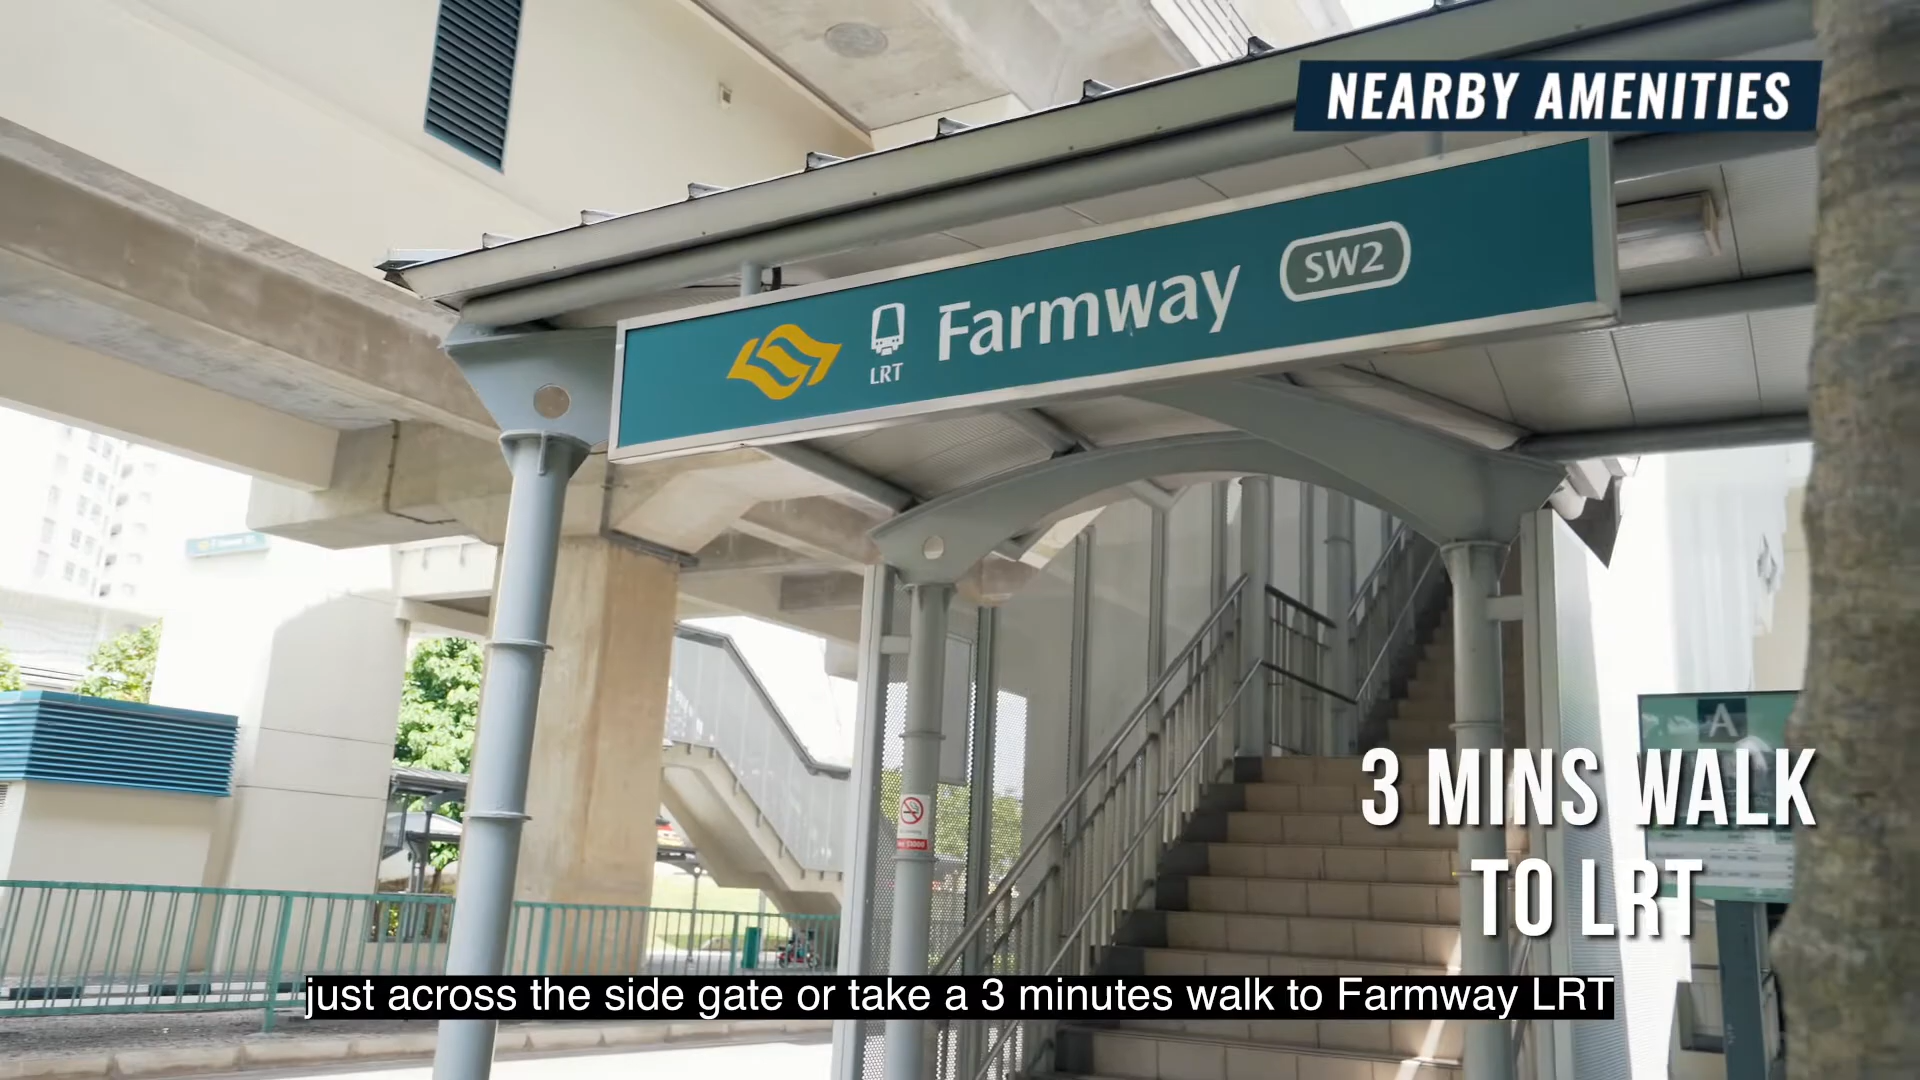 NEARBY AMENITIES
LRT
Farmway
SW2
A
3 MINS WALK
TO LRT
just across the side gate or take a 3 minutes walk to Farmway LRT